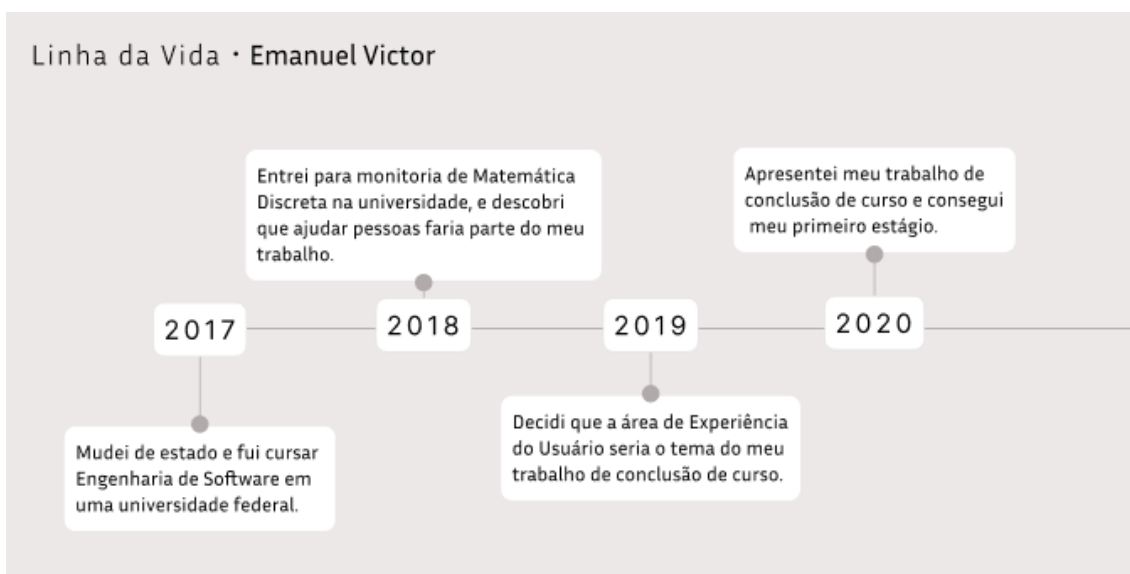 Linha da Vida · Emanuel Victor
2017
Mudei de estado e fui cursar
Engenharia de Software em
uma universidade federal.
Entrei para monitoria de Matemática
Discreta na universidade, e descobri
que ajudar pessoas faria parte do meu
trabalho.
2018
2019
Decidi que a área de Experiência
do Usuário seria o tema do meu
trabalho de conclusão de curso.
Apresentei meu trabalho de
conclusão de curso e consegui
meu primeiro estágio.
2020